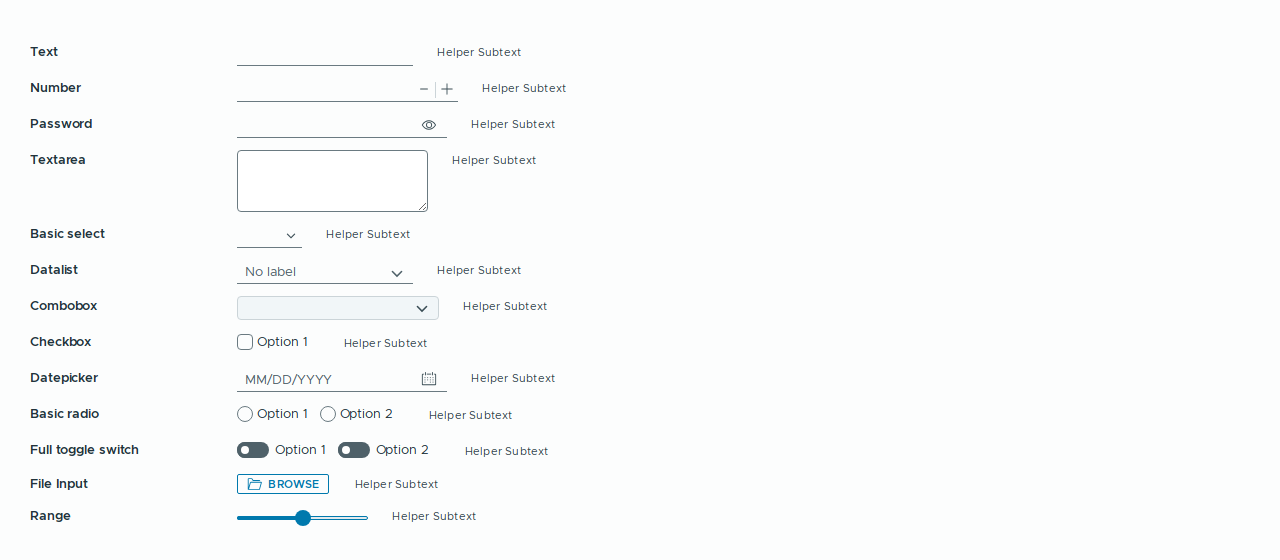 Text Helper Subtext
Number Helper Subtext
Password Helper Subtext
Textarea Helper Subtext
Basic select Helper Subtext
Datalist No label Helper Subtext
Combobox Helper Subtext
Checkbox Option 1 Helper Subtext
Datepicker MM/DD/YYYY Helper Subtext
Basic radio Option 1 Option 2 Helper Subtext
Full toggle switch Option 1 Option 2 Helper Subtext
File Input BROWSE Helper Subtext
Range Helper Subtext